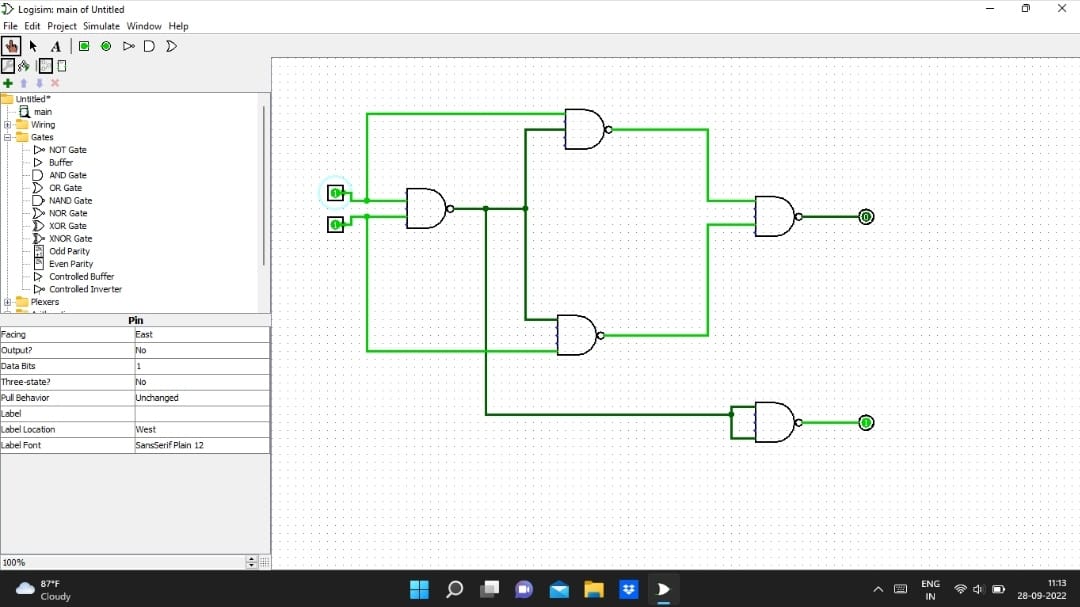 Logisim: main of Untitled
File Edit Project Simulate Window Help
A
Untitled*
main
Wiring
Gates
NOT Gate
Buffer
AND Gate
OR Gate
NAND Gate
NOR Gate
XOR Gate
XNOR Gate
Odd Parity
Even Parity
Controlled Buffer
Controlled Inverter
Plexers
Pin
Facing East
Output? No
Data Bits 1
Three-state? No
Pull Behavior Unchanged
Label
Label Location West
Label Font SansSerif Plain 12
1
1
0
1
100%
87°F
Cloudy
ENG
IN
11:13
28-09-2022